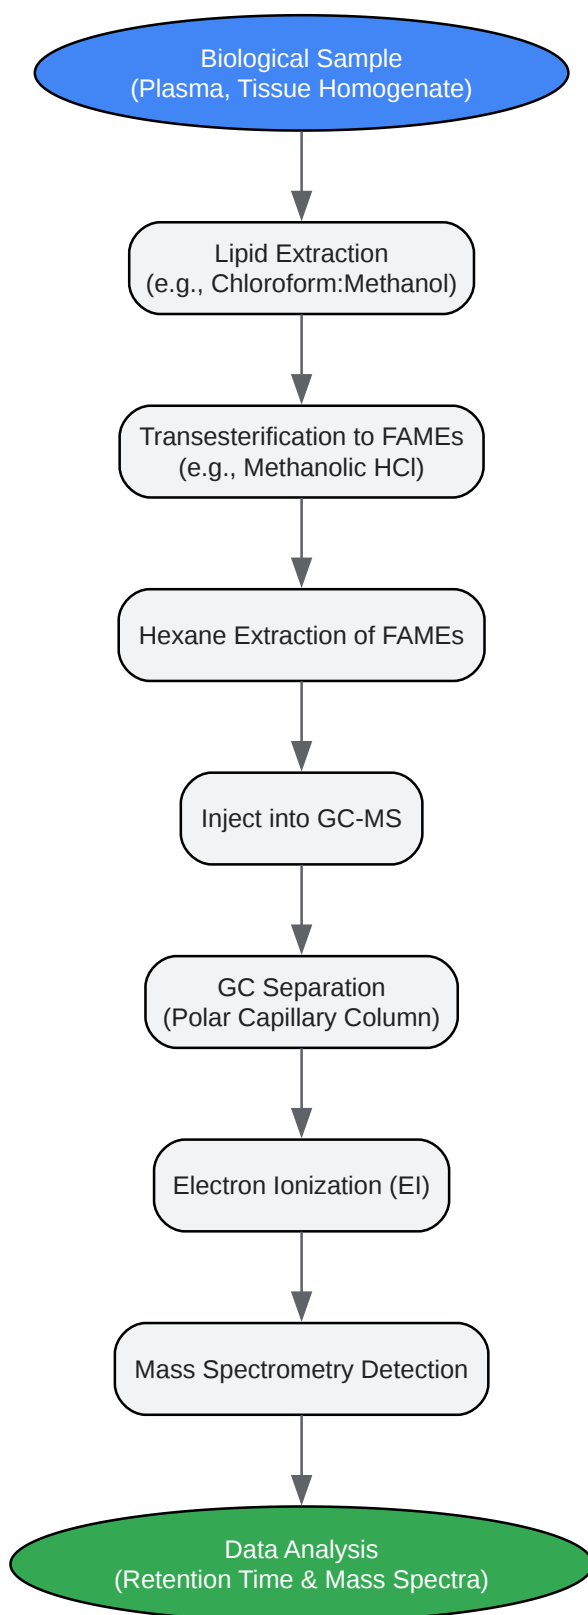 Biological Sample
(Plasma, Tissue Homogenate)
Lipid Extraction
(e.g., Chloroform:Methanol)
Transesterification to FAMEs
(e.g., Methanolic HCl)
Hexane Extraction of FAMEs
Inject into GC-MS
GC Separation
(Polar Capillary Column)
Electron Ionization (EI)
Mass Spectrometry Detection
Data Analysis
(Retention Time & Mass Spectra)